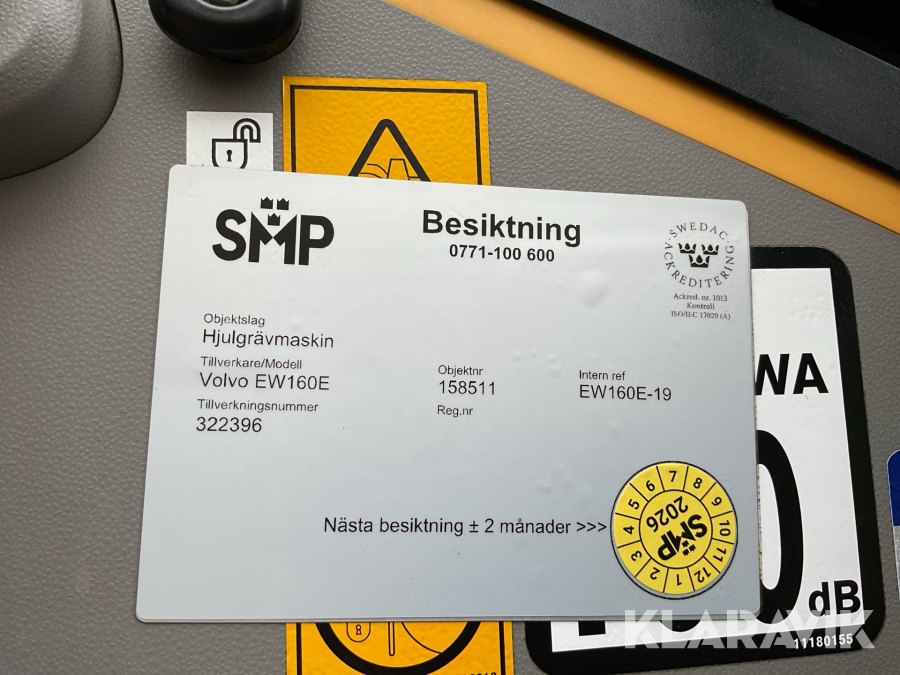 SMP
Besiktning
0771-100 600
SWEDAC
ACKREDITERING
Ackred. nr. 1013
Kontroll
ISO/IEC 17020 (A)
Objektslag
Hjulgrävmaskin
Tillverkare/Modell
Volvo EW160E
Objektnr
158511
Intern ref
EW160E-19
Tillverkningsnummer
322396
Reg.nr
WA
Nästa besiktning ± 2 månader >>>
1 2 3 4 5 6 7 8 9 10 11 12
SMP
2026
dB
11180155
KLARAVIK